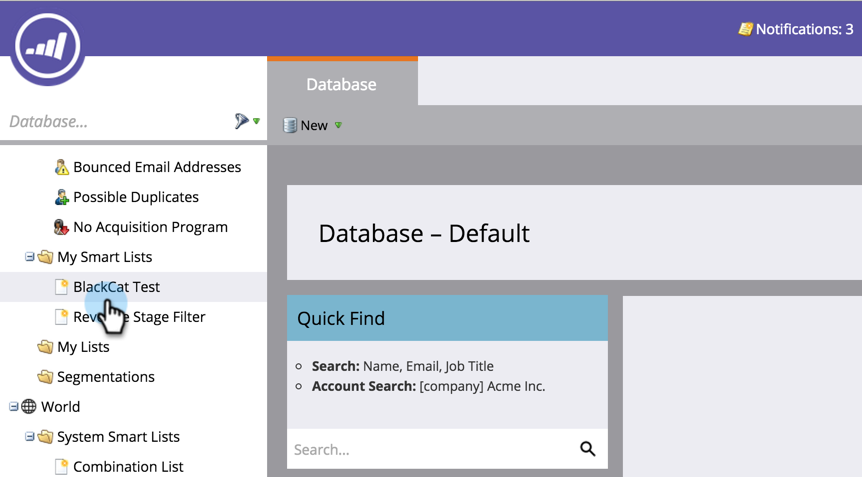 Notifications: 3
Database
Database...
New
Bounced Email Addresses
Possible Duplicates
No Acquisition Program
My Smart Lists
BlackCat Test
Stage Filter
My Lists
Segmentations
World
System Smart Lists
Combination List
Database – Default
Quick Find
Search: Name, Email, Job Title
Account Search: [company] Acme Inc.
Search...